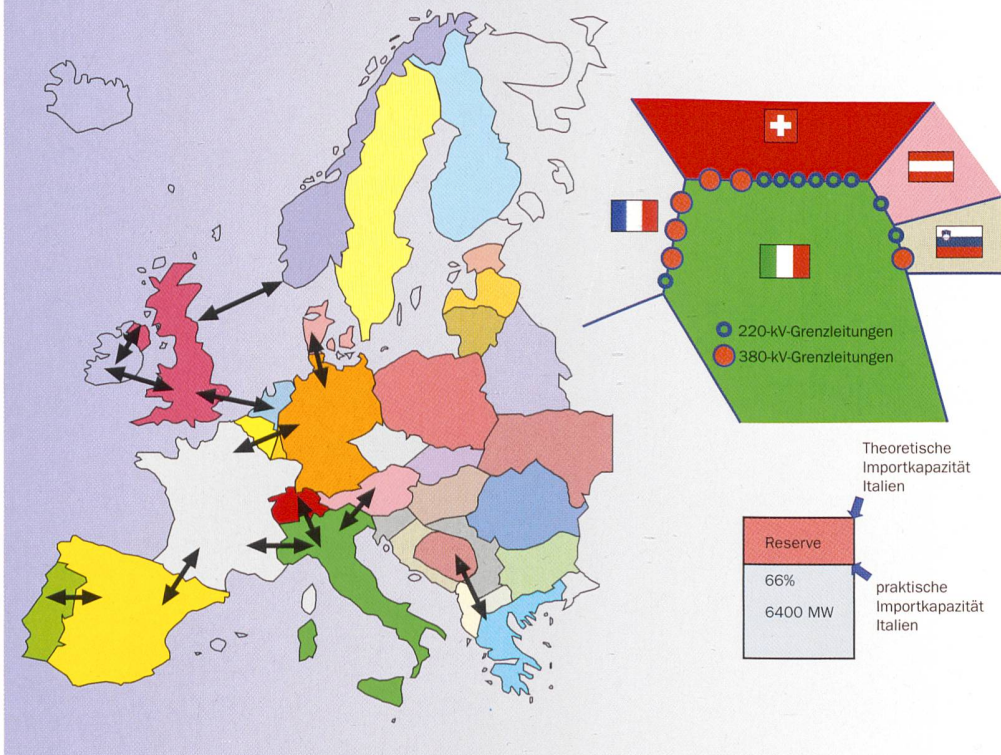 220-kV-Grenzleitungen
380-kV-Grenzleitungen
Theoretische
Importkapazität
Italien
Reserve
66%
6400 MW
praktische
Importkapazität
Italien